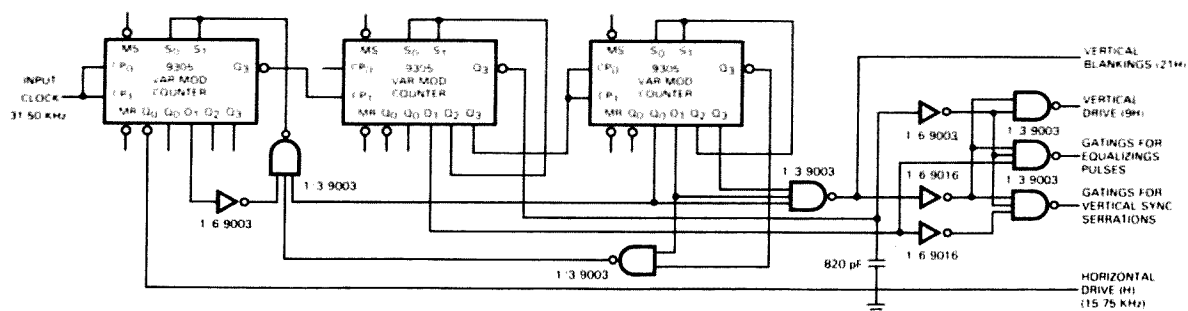 MS S0 S1
9305
CP0 VAR MOD Q3
CP1 COUNTER
MR Q0 Q0 Q1 Q2 Q3
MS S0 S1
9305
CP0 VAR MOD Q3
CP1 COUNTER
MR Q0 Q0 Q1 Q2 Q3
MS S0 S1
9305
CP0 VAR MOD Q3
CP1 COUNTER
MR Q0 Q0 Q1 Q2 Q3
INPUT
CLOCK
31.50 KHz
1/6 9003
1/3 9003
1/3 9003
1/3 9003
820 pF
1/6 9003
1/6 9016
1/6 9016
1/3 9003
1/3 9003
VERTICAL
BLANKINGS (21H)
VERTICAL
DRIVE (9H)
GATINGS FOR
EQUALIZINGS
PULSES
GATINGS FOR
VERTICAL SYNC
SERRATIONS
HORIZONTAL
DRIVE (H)
(15.75 KHz)